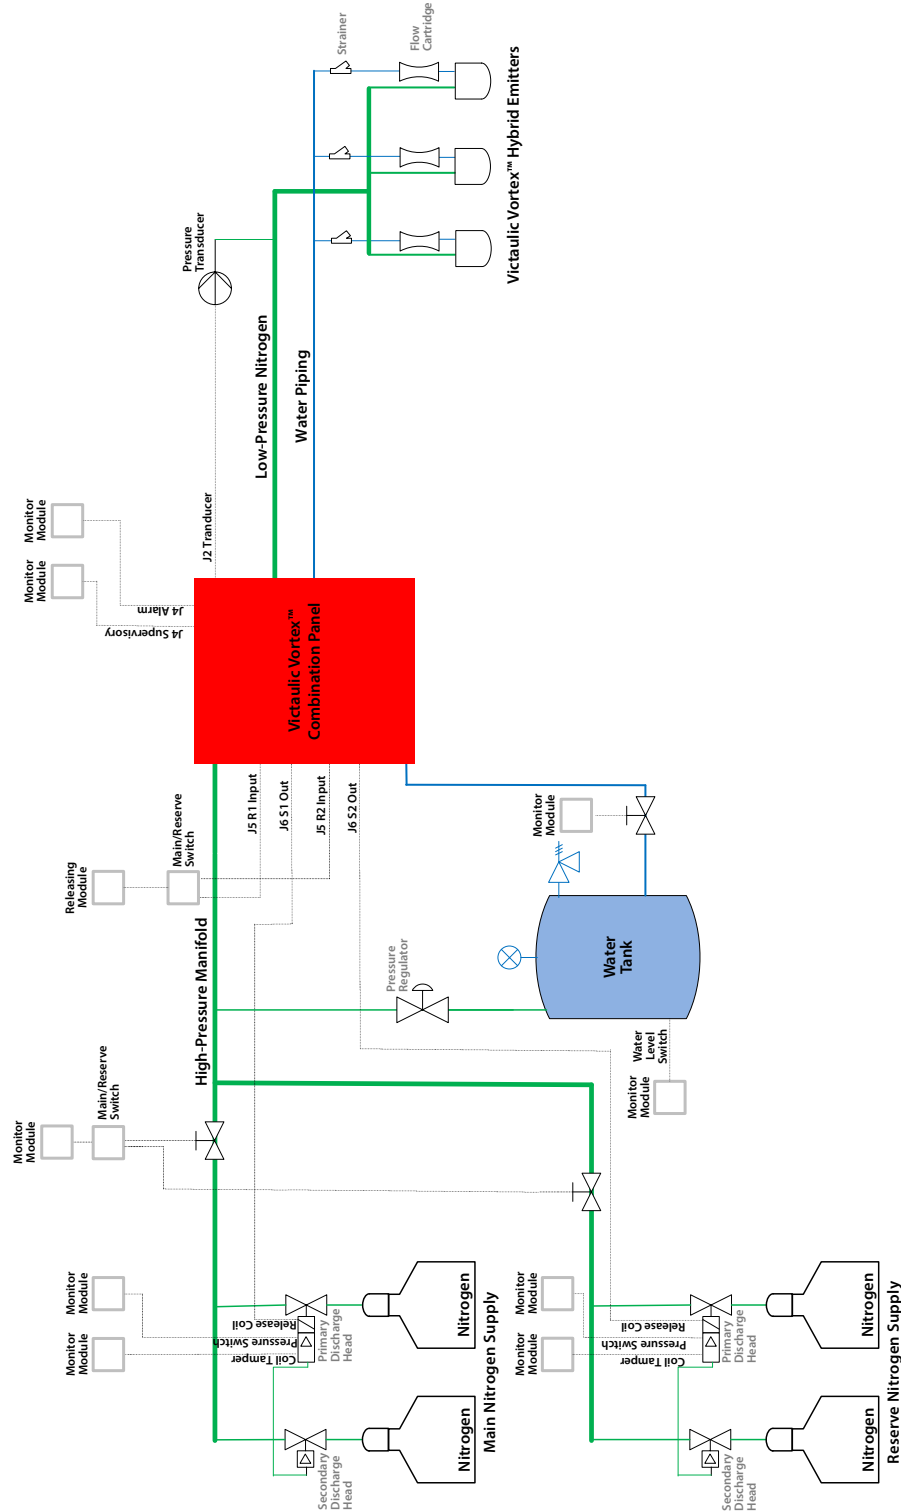 Monitor
Module
Monitor
Module
Main/Reserve
Switch
Monitor
Module
Monitor
Module
Coil Tamper
Pressure Switch
Release Coil
Secondary
Discharge
Head
Primary
Discharge
Head
Nitrogen
Nitrogen
Main Nitrogen Supply
Monitor
Module
Monitor
Module
Coil Tamper
Pressure Switch
Release Coil
Secondary
Discharge
Head
Primary
Discharge
Head
Nitrogen
Nitrogen
Reserve Nitrogen Supply
High-Pressure Manifold
Releasing
Module
Main/Reserve
Switch
Pressure
Regulator
Water
Tank
Water
Level
Switch
Monitor
Module
Monitor
Module
J5 R1 Input
J6 S1 Out
J5 R2 Input
J6 S2 Out
Victaulic Vortex™
Combination Panel
J4 Supervisory
J4 Alarm
Monitor
Module
J2 Tranducer
Pressure
Transducer
Low-Pressure Nitrogen
Water Piping
Strainer
Flow
Cartridge
Victaulic Vortex™ Hybrid Emitters